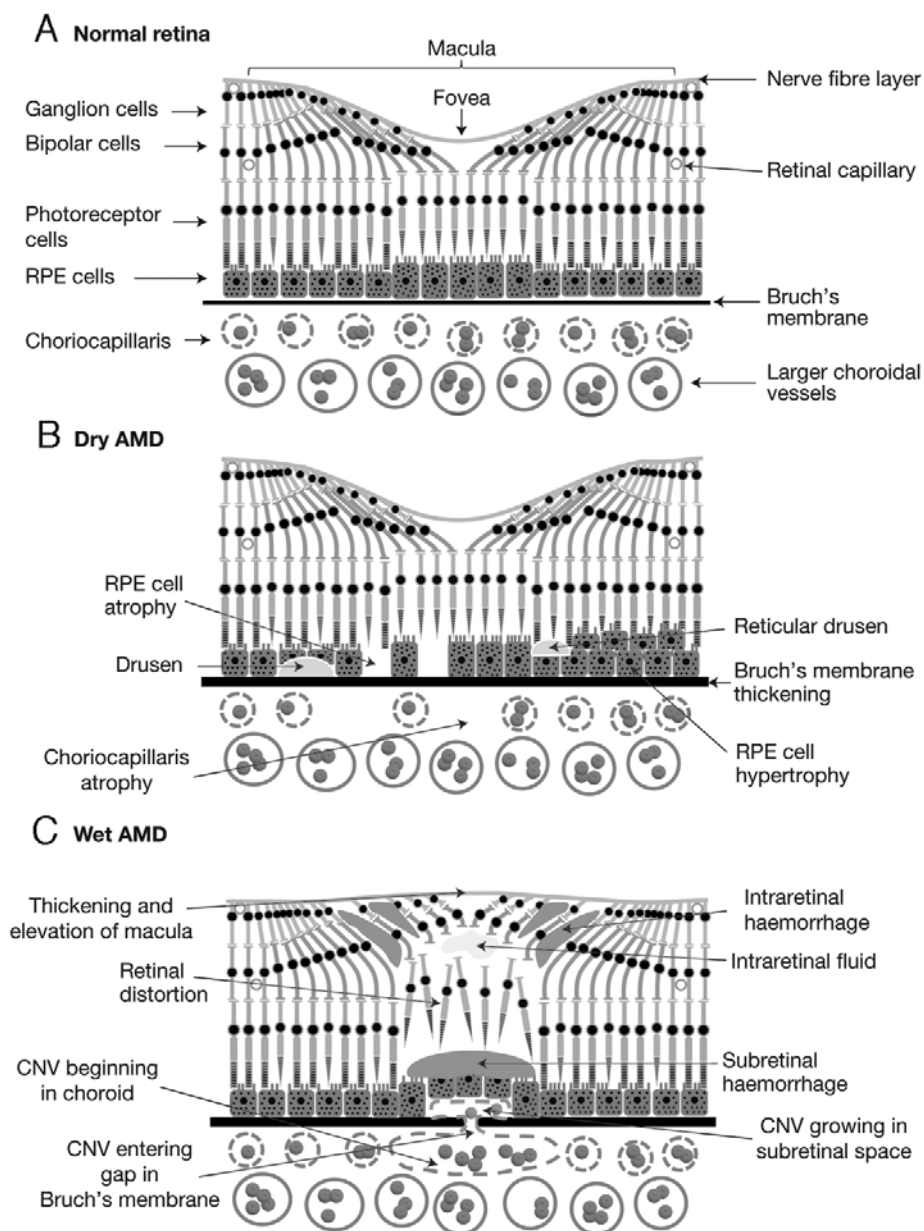 A Normal retina
Macula
Nerve fibre layer
Fovea
Ganglion cells
Bipolar cells
Retinal
capillary
Photoreceptor
cells
RPE cells
Bruch's
membrane
Choriocapillaris
Larger choroidal
vessels
B Dry AMD
RPE cell
atrophy
Reticular drusen
Drusen
Bruch's membrane
thickening
Choriocapillaris
atrophy
RPE cell
hypertrophy
C Wet AMD
Thickening and
elevation of macula
Intraretinal
haemorrhage
Intraretinal fluid
Retinal
distortion
CNV beginning
in choroid
Subretinal
haemorrhage
CNV entering
gap in
Bruch's membrane
CNV growing in
subretinal space